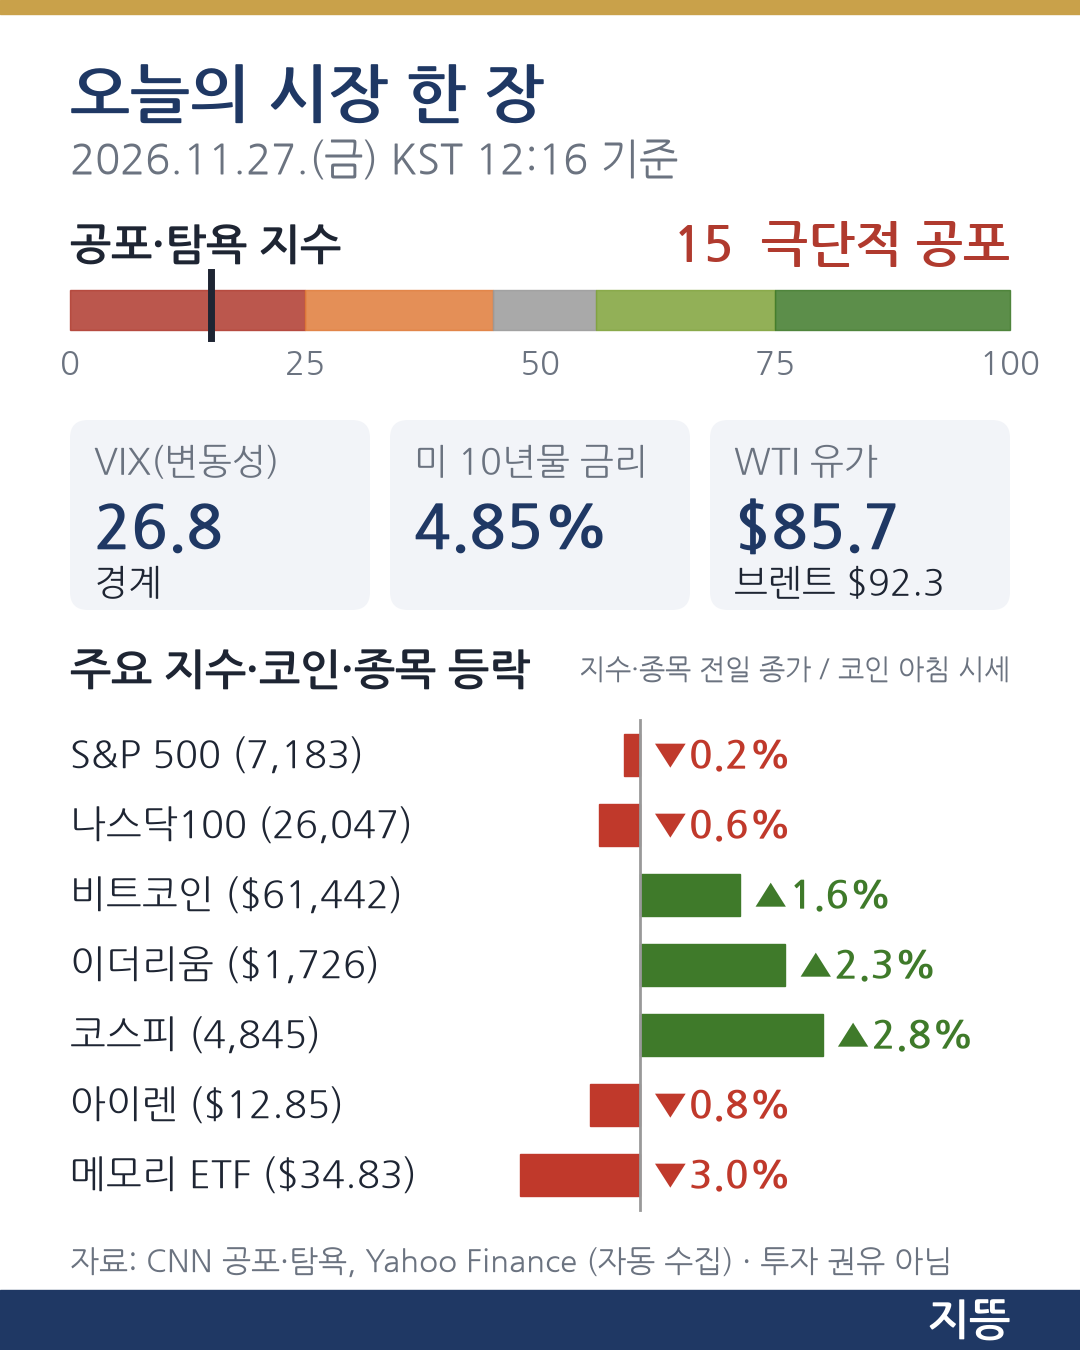 오늘의 시장 한 장
2026.11.27.(금) KST 12:16 기준
공포·탐욕 지수
15 극단적 공포
0 25 50 75 100
VIX(변동성)
26.8
경계
미 10년물 금리
4.85%
WTI 유가
$85.7
브렌트 $92.3
주요 지수·코인·종목 등락
지수·종목 전일 종가 / 코인 아침 시세
S&P 500 (7,183) ▼0.2%
나스닥100 (26,047) ▼0.6%
비트코인 ($61,442) ▲1.6%
이더리움 ($1,726) ▲2.3%
코스피 (4,845) ▲2.8%
아이렌 ($12.85) ▼0.8%
메모리 ETF ($34.83) ▼3.0%
자료: CNN 공포·탐욕, Yahoo Finance (자동 수집) · 투자 권유 아님
지뚱